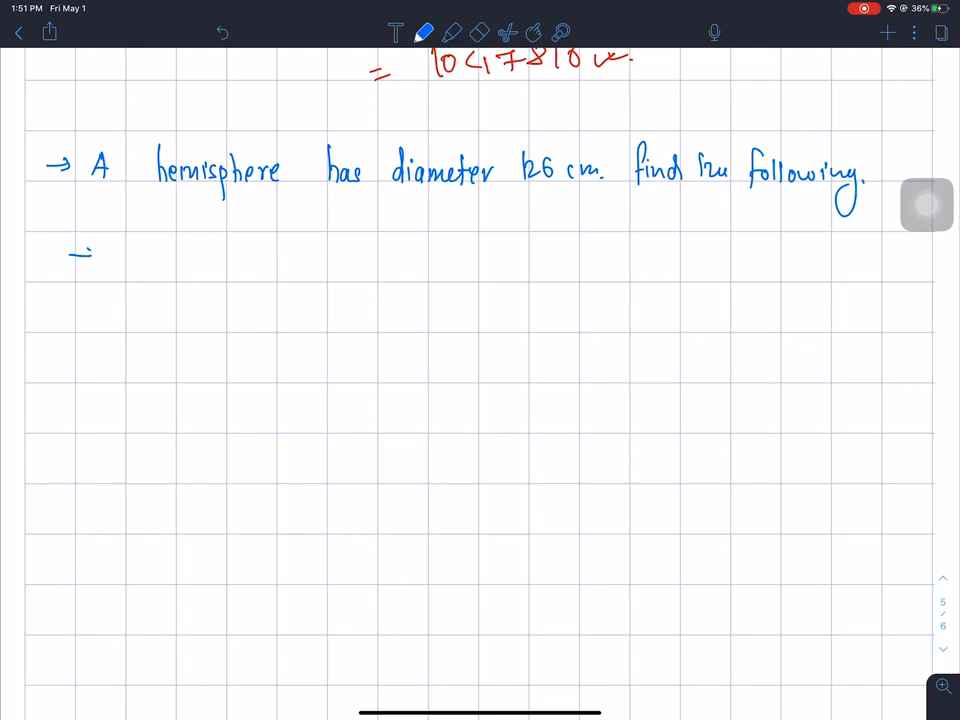 1:51 PM Fri May 1
36%
T
=
→ A hemisphere has diameter 126 cm. find the following.
5
/
6